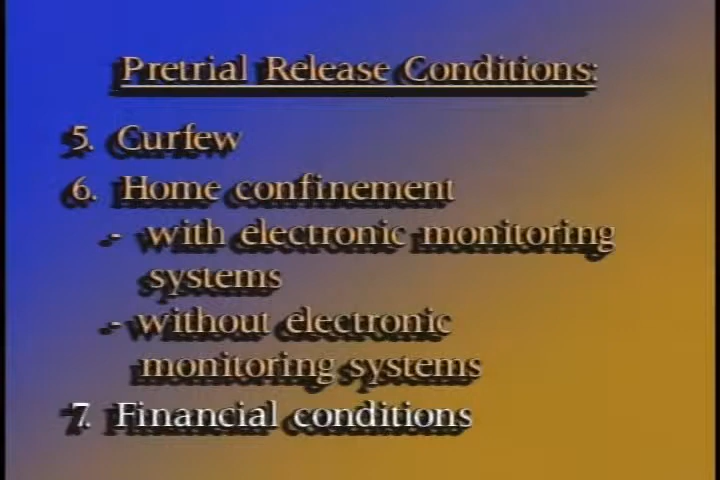 Pretrial Release Conditions:
5. Curfew
6. Home confinement
- with electronic monitoring
systems
- without electronic
monitoring systems
7. Financial conditions